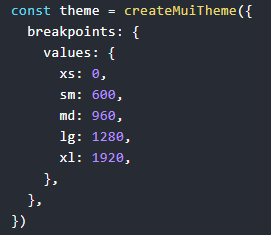 const theme = createMuiTheme({
  breakpoints: {
    values: {
      xs: 0,
      sm: 600,
      md: 960,
      lg: 1280,
      xl: 1920,
    },
  },
})